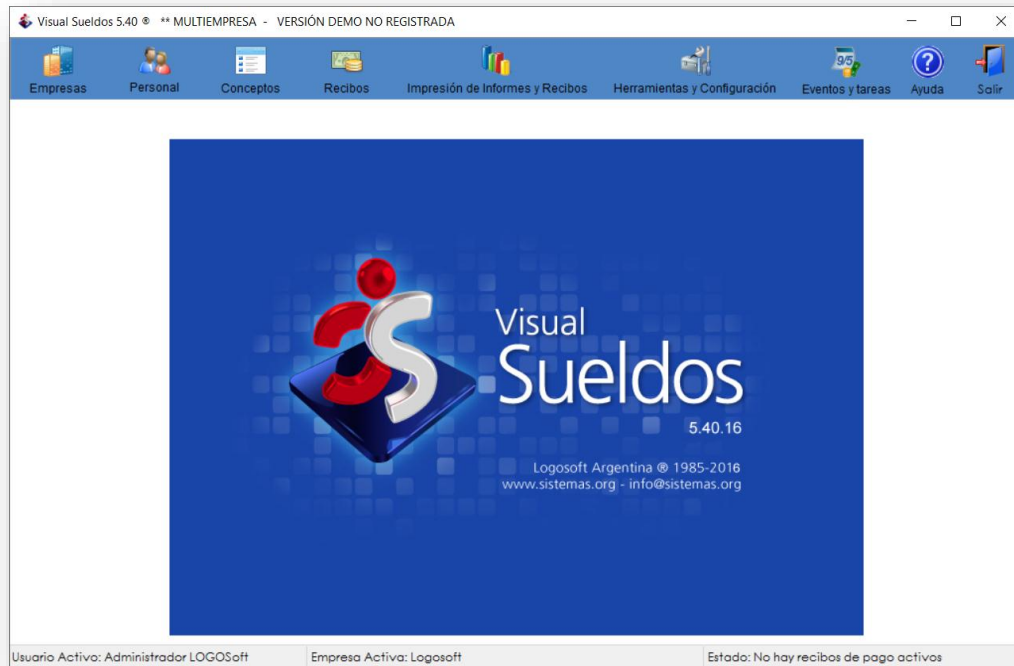 Visual Sueldos 5.40 ® ** MULTIEMPRESA - VERSIÓN DEMO NO REGISTRADA
Empresas Personal Conceptos Recibos Impresión de Informes y Recibos Herramientas y Configuración Eventos y tareas Ayuda Salir
Visual
Sueldos
5.40.16
Logosoft Argentina ® 1985-2016
www.sistemas.org - info@sistemas.org
Usuario Activo: Administrador LOGOSoft Empresa Activa: Logosoft Estado: No hay recibos de pago activos